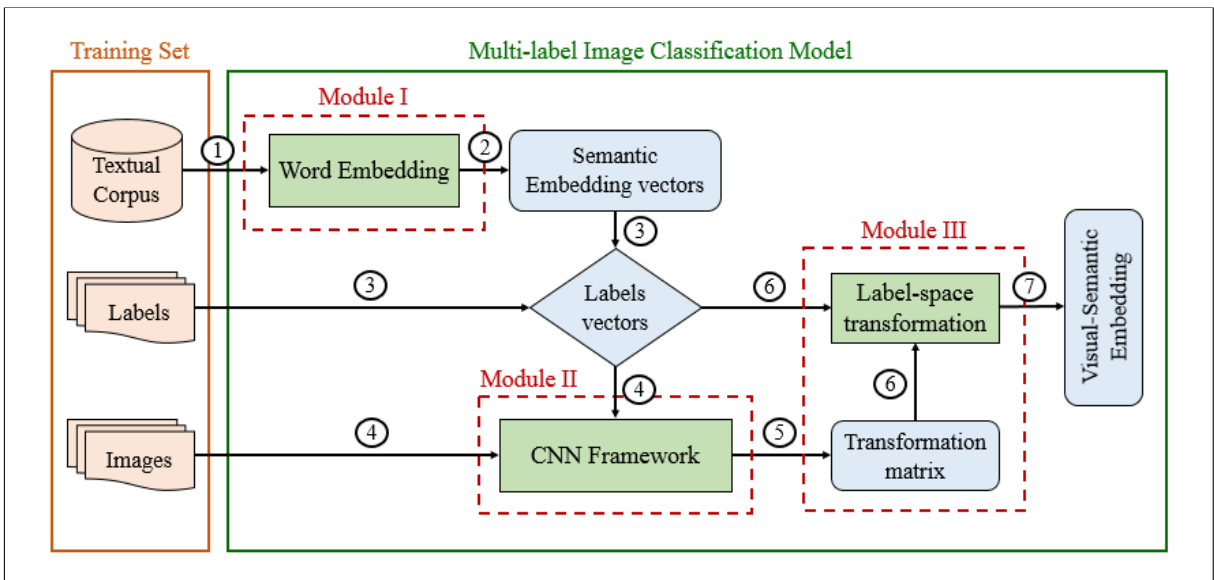 Training Set
Multi-label Image Classification Model
Module I
1
2
Textual
Corpus
Word Embedding
Semantic
Embedding vectors
3
Module III
Labels
3
Labels
vectors
6
Label-space
transformation
7
Visual-Semantic
Embedding
Module II
4
6
Images
4
CNN Framework
5
Transformation
matrix